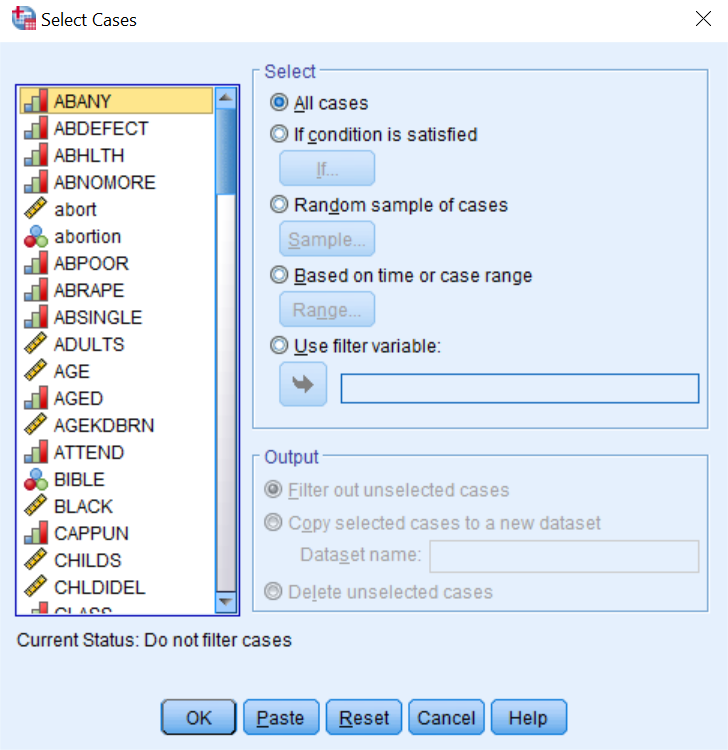 Select Cases
ABANY
ABDEFECT
ABHLTH
ABNOMORE
abort
abortion
ABPOOR
ABRAPE
ABSINGLE
ADULTS
AGE
AGED
AGEKDBRN
ATTEND
BIBLE
BLACK
CAPPUN
CHILDS
CHLDIDEL
CLASS
Select
All cases
If condition is satisfied
If...
Random sample of cases
Sample...
Based on time or case range
Range...
Use filter variable:
Output
Filter out unselected cases
Copy selected cases to a new dataset
Dataset name:
Delete unselected cases
Current Status: Do not filter cases
OK Paste Reset Cancel Help